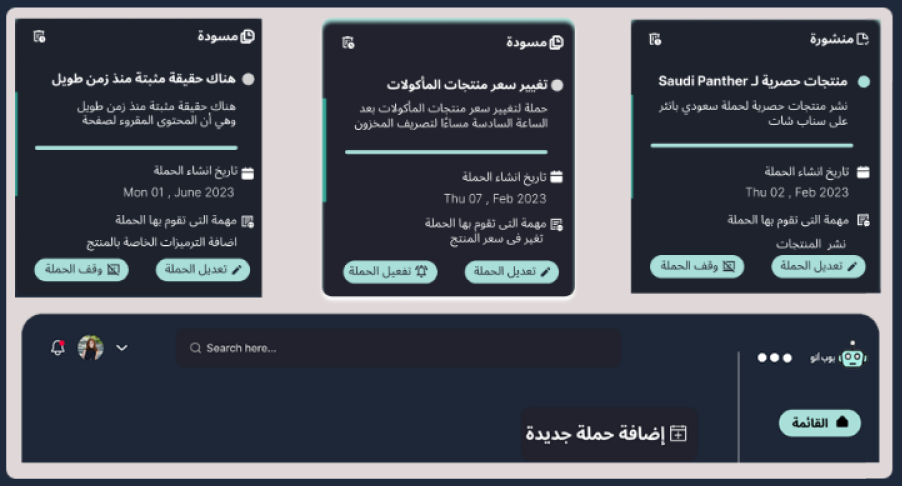 منشورة
منتجات حصرية لـ Saudi Panther
نشر منتجات حصرية لحملة سعودي بانثر
على سناب شات
تاريخ انشاء الحملة
Thu 02 , Feb 2023
مهمة التى تقوم بها الحملة
نشر المنتجات
تعديل الحملة
وقف الحملة
مسودة
تغيير سعر منتجات المأكولات
حملة لتغيير سعر منتجات المأكولات بعد
الساعة السادسة مساءًا لتصريف المخزون
تاريخ انشاء الحملة
Thu 07 , Feb 2023
مهمة التى تقوم بها الحملة
تغير فى سعر المنتج
تعديل الحملة
تفعيل الحملة
مسودة
هناك حقيقة مثبتة منذ زمن طويل
هناك حقيقة مثبتة منذ زمن طويل
وهي أن المحتوى المقروء لصفحة
تاريخ انشاء الحملة
Mon 01 , June 2023
مهمة التى تقوم بها الحملة
اضافة الترميزات الخاصة بالمنتج
تعديل الحملة
وقف الحملة
بوب أتو
Search here...
القائمة
إضافة حملة جديدة